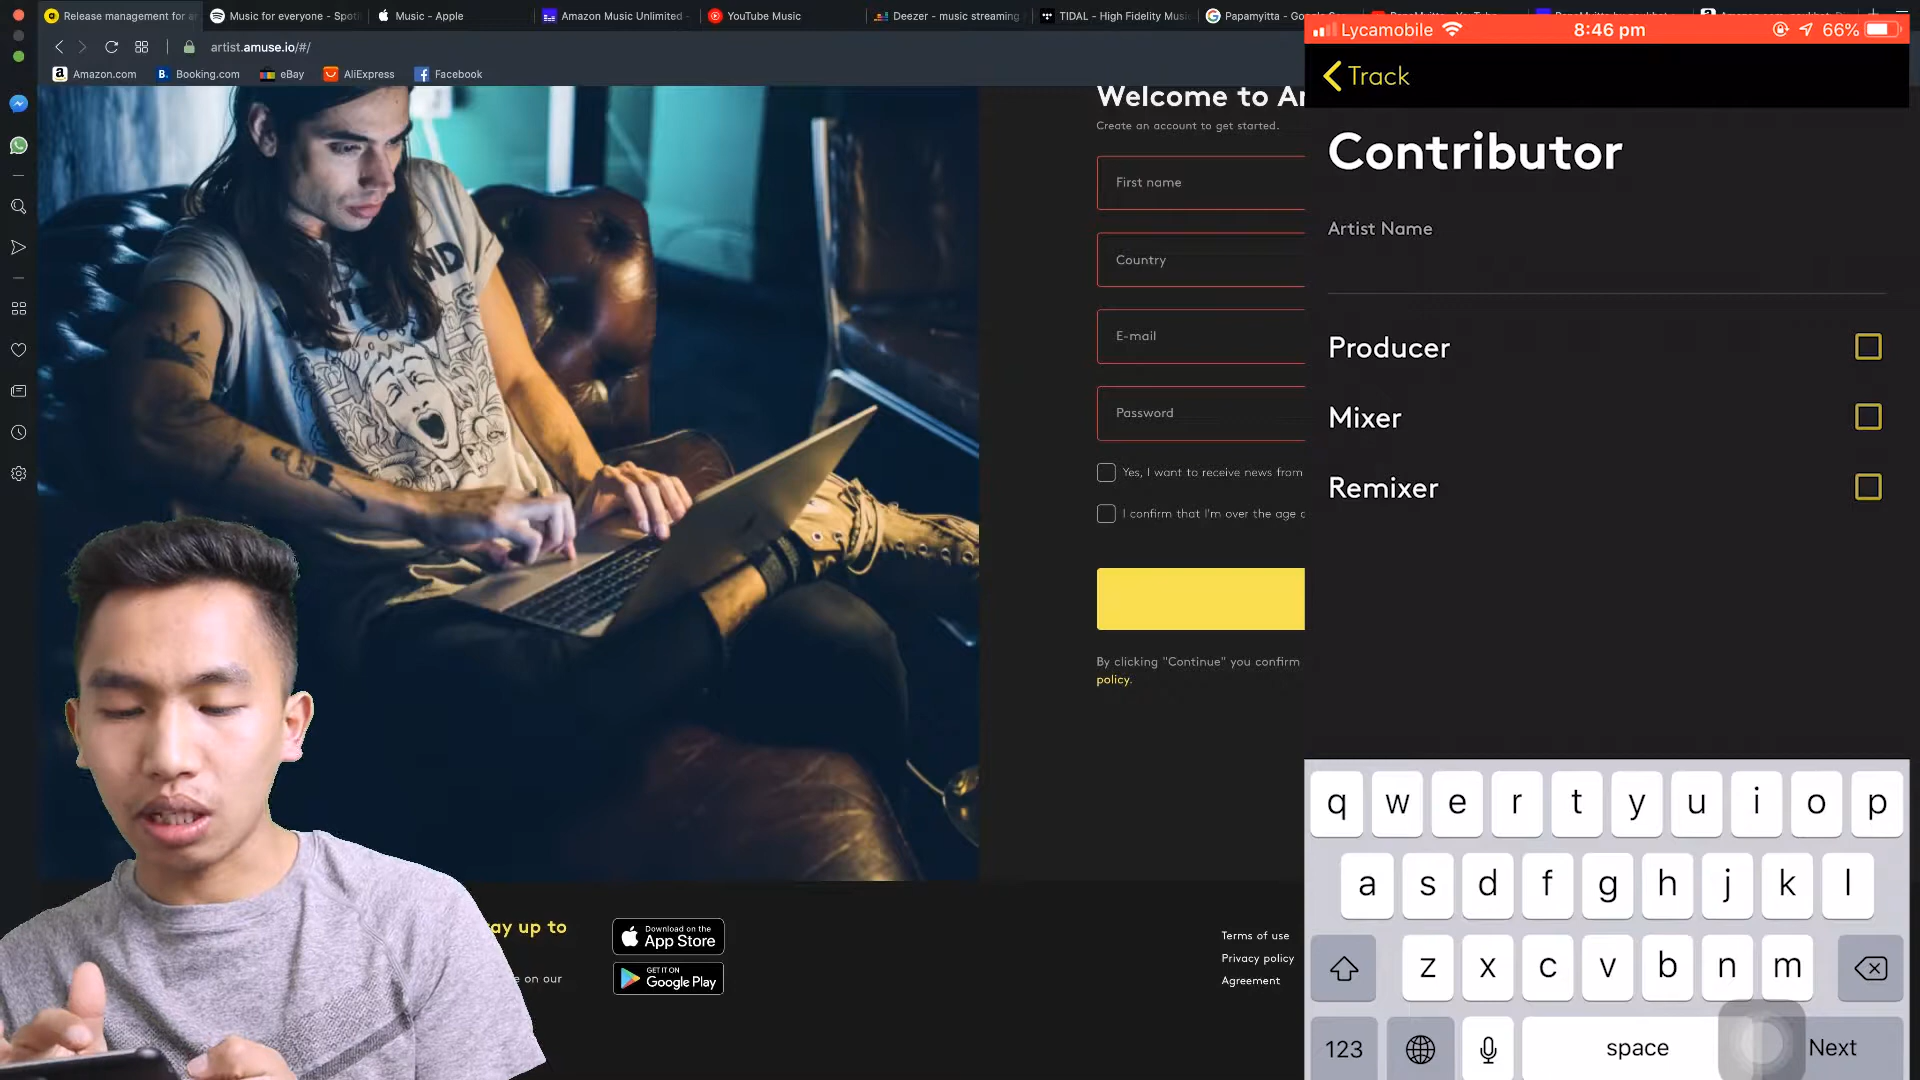 Release management for ar
Music for everyone - Spoti
Music - Apple
Amazon Music Unlimited -
YouTube Music
Deezer - music streaming
TIDAL - High Fidelity Musi
artist.amuse.io/#/
Amazon.com
Booking.com
eBay
AliExpress
Facebook
Welcome to Am
Create an account to get started.
First name
Country
E-mail
Password
Yes, I want to receive news from
I confirm that I'm over the age o
By clicking "Continue" you confirm
policy.
ay up to
e on our
Download on the
App Store
GET IT ON
Google Play
Terms of use
Privacy policy
Agreement
Lycamobile
8:46 pm
66%
Track
Contributor
Artist Name
Producer
Mixer
Remixer
q w e r t y u i o p
a s d f g h j k l
z x c v b n m
123
space
Next